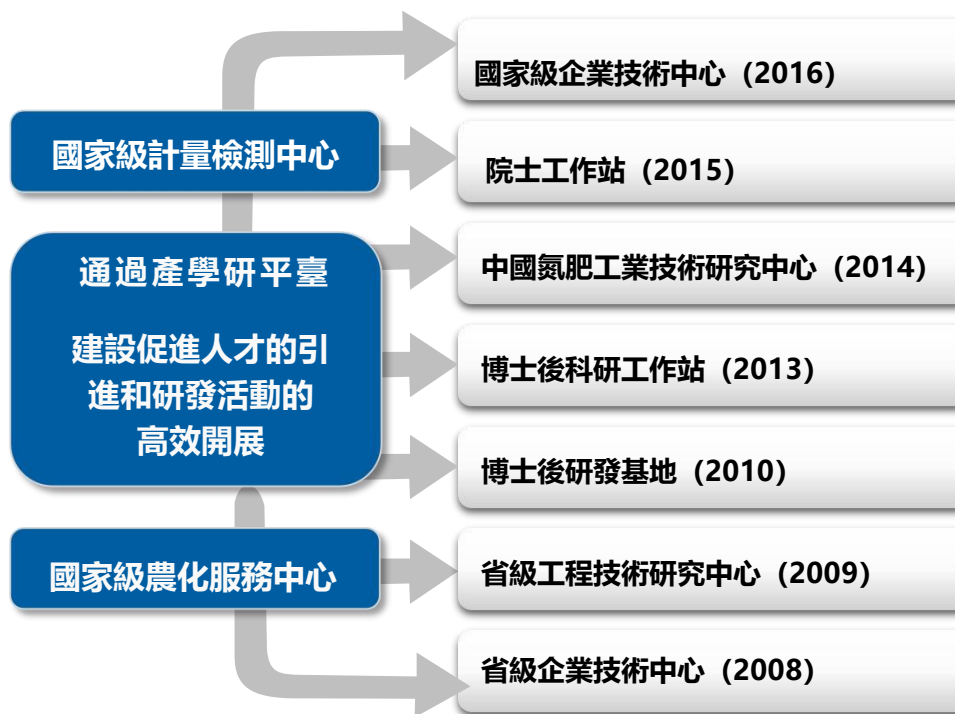 國家級計量檢測中心
通過產學研平臺
建設促進人才的引
進和研發活動的
高效開展
國家級農化服務中心
國家級企業技術中心（2016）
院士工作站（2015）
中國氮肥工業技術研究中心（2014）
博士後科研工作站（2013）
博士後研發基地（2010）
省級工程技術研究中心（2009）
省級企業技術中心（2008）